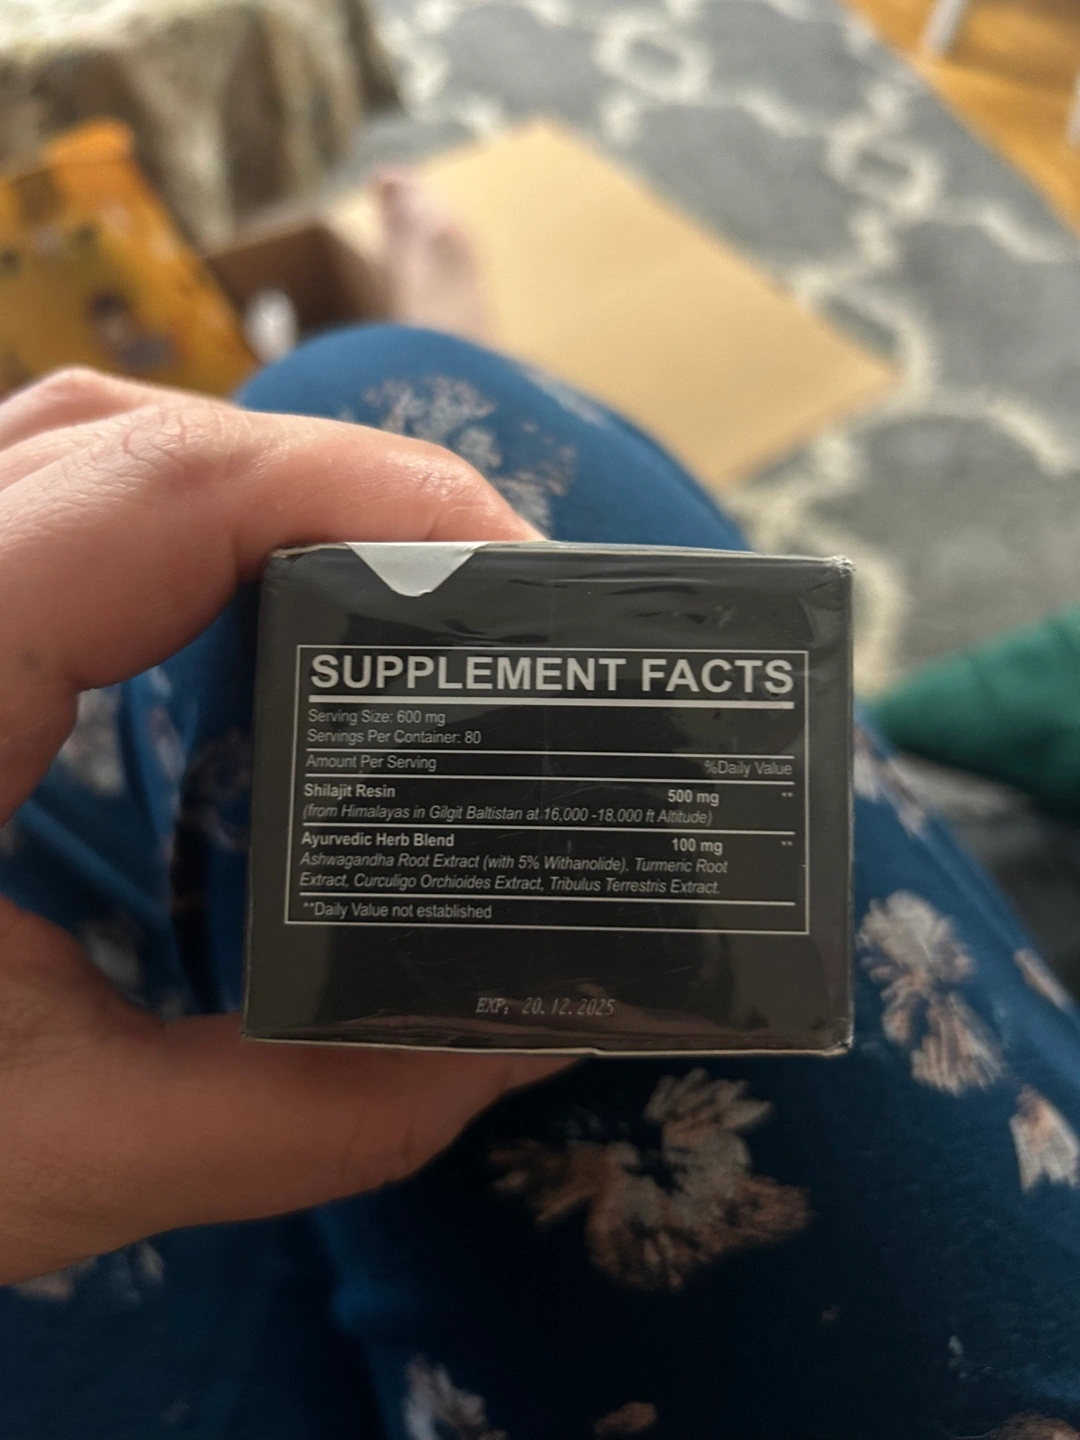 SUPPLEMENT FACTS
Serving Size: 600 mg
Servings Per Container: 80
Amount Per Serving %Daily Value
Shilajit Resin 500 mg **
(from Himalayas in Gilgit Baltistan at 16,000 -18,000 ft Altitude)
Ayurvedic Herb Blend 100 mg **
Ashwagandha Root Extract (with 5% Withanolide), Turmeric Root
Extract, Curculigo Orchioides Extract, Tribulus Terrestris Extract.
**Daily Value not established
EXP: 20.12.2025